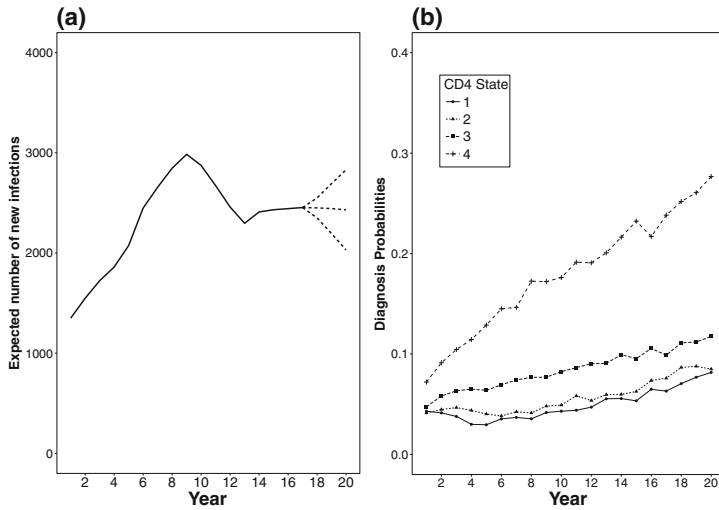 (a)
Expected number of new infections
4000
3000
2000
1000
0
2 4 6 8 10 12 14 16 18 20
Year
(b)
Diagnosis Probabilities
0.4
0.3
0.2
0.1
0.0
CD4 State
1
2
3
4
2 4 6 8 10 12 14 16 18 20
Year